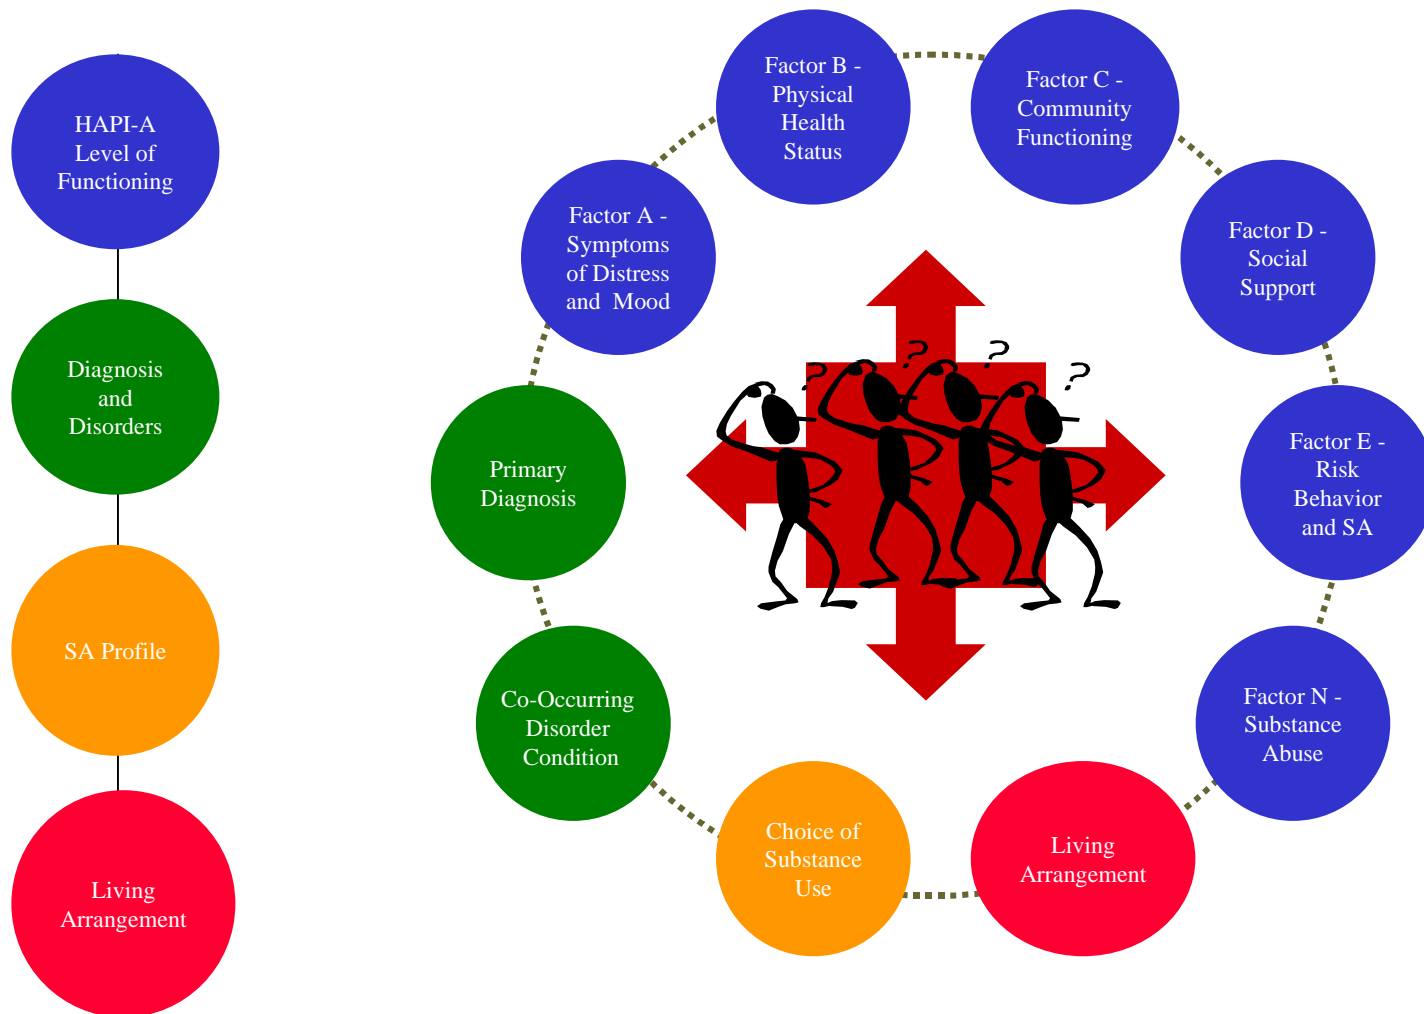 HAPI-A
Level of
Functioning
Diagnosis
and
Disorders
SA Profile
Living
Arrangement
Factor B -
Physical
Health
Status
Factor C -
Community
Functioning
Factor A -
Symptoms
of Distress
and Mood
Factor D -
Social
Support
Primary
Diagnosis
Factor E -
Risk
Behavior
and SA
Co-Occurring
Disorder
Condition
Factor N -
Substance
Abuse
Choice of
Substance
Use
Living
Arrangement
?
?
?
?